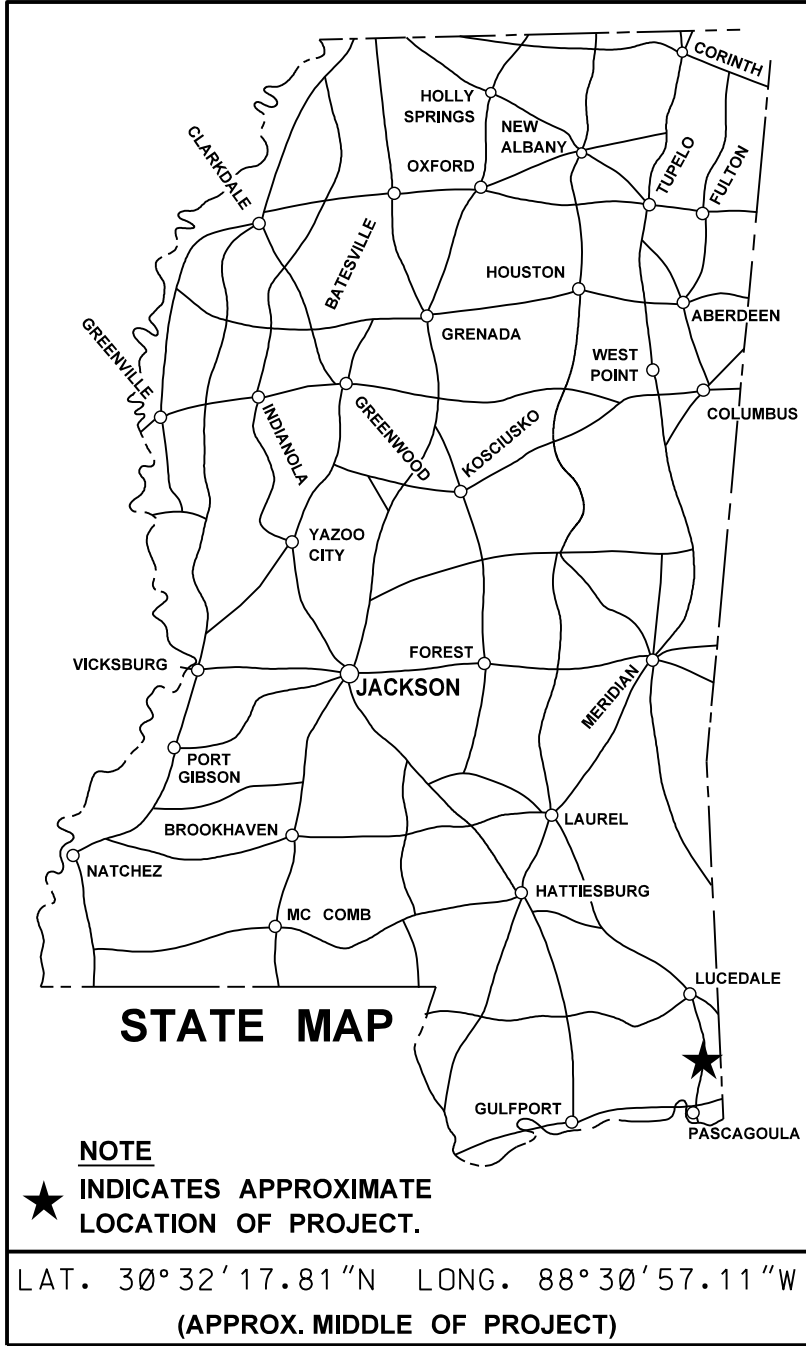 CORINTH
HOLLY
SPRINGS
NEW
ALBANY
CLARKDALE
OXFORD
TUPELO
FULTON
BATESVILLE
HOUSTON
ABERDEEN
GRENADA
GREENVILLE
WEST
POINT
COLUMBUS
INDIANOLA
GREENWOOD
KOSCIUSKO
YAZOO
CITY
VICKSBURG
FOREST
JACKSON
MERIDIAN
PORT
GIBSON
BROOKHAVEN
LAUREL
NATCHEZ
HATTIESBURG
MC COMB
LUCEDALE
STATE MAP
GULFPORT
PASCAGOULA
NOTE
INDICATES APPROXIMATE
LOCATION OF PROJECT.
LAT. 30°32'17.81"N LONG. 88°30'57.11"W
(APPROX. MIDDLE OF PROJECT)